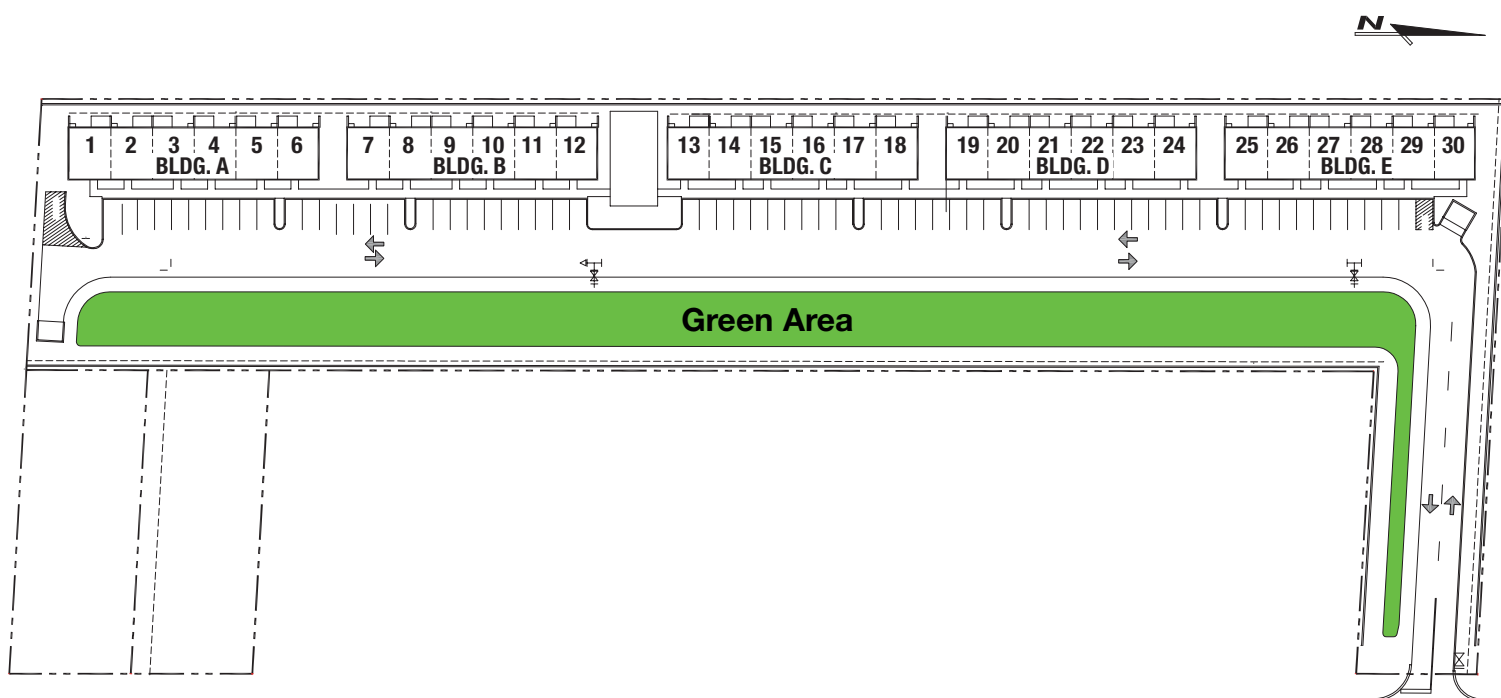 N
1 2 3 4 5 6
BLDG. A
7 8 9 10 11 12
BLDG. B
13 14 15 16 17 18
BLDG. C
19 20 21 22 23 24
BLDG. D
25 26 27 28 29 30
BLDG. E
Green Area